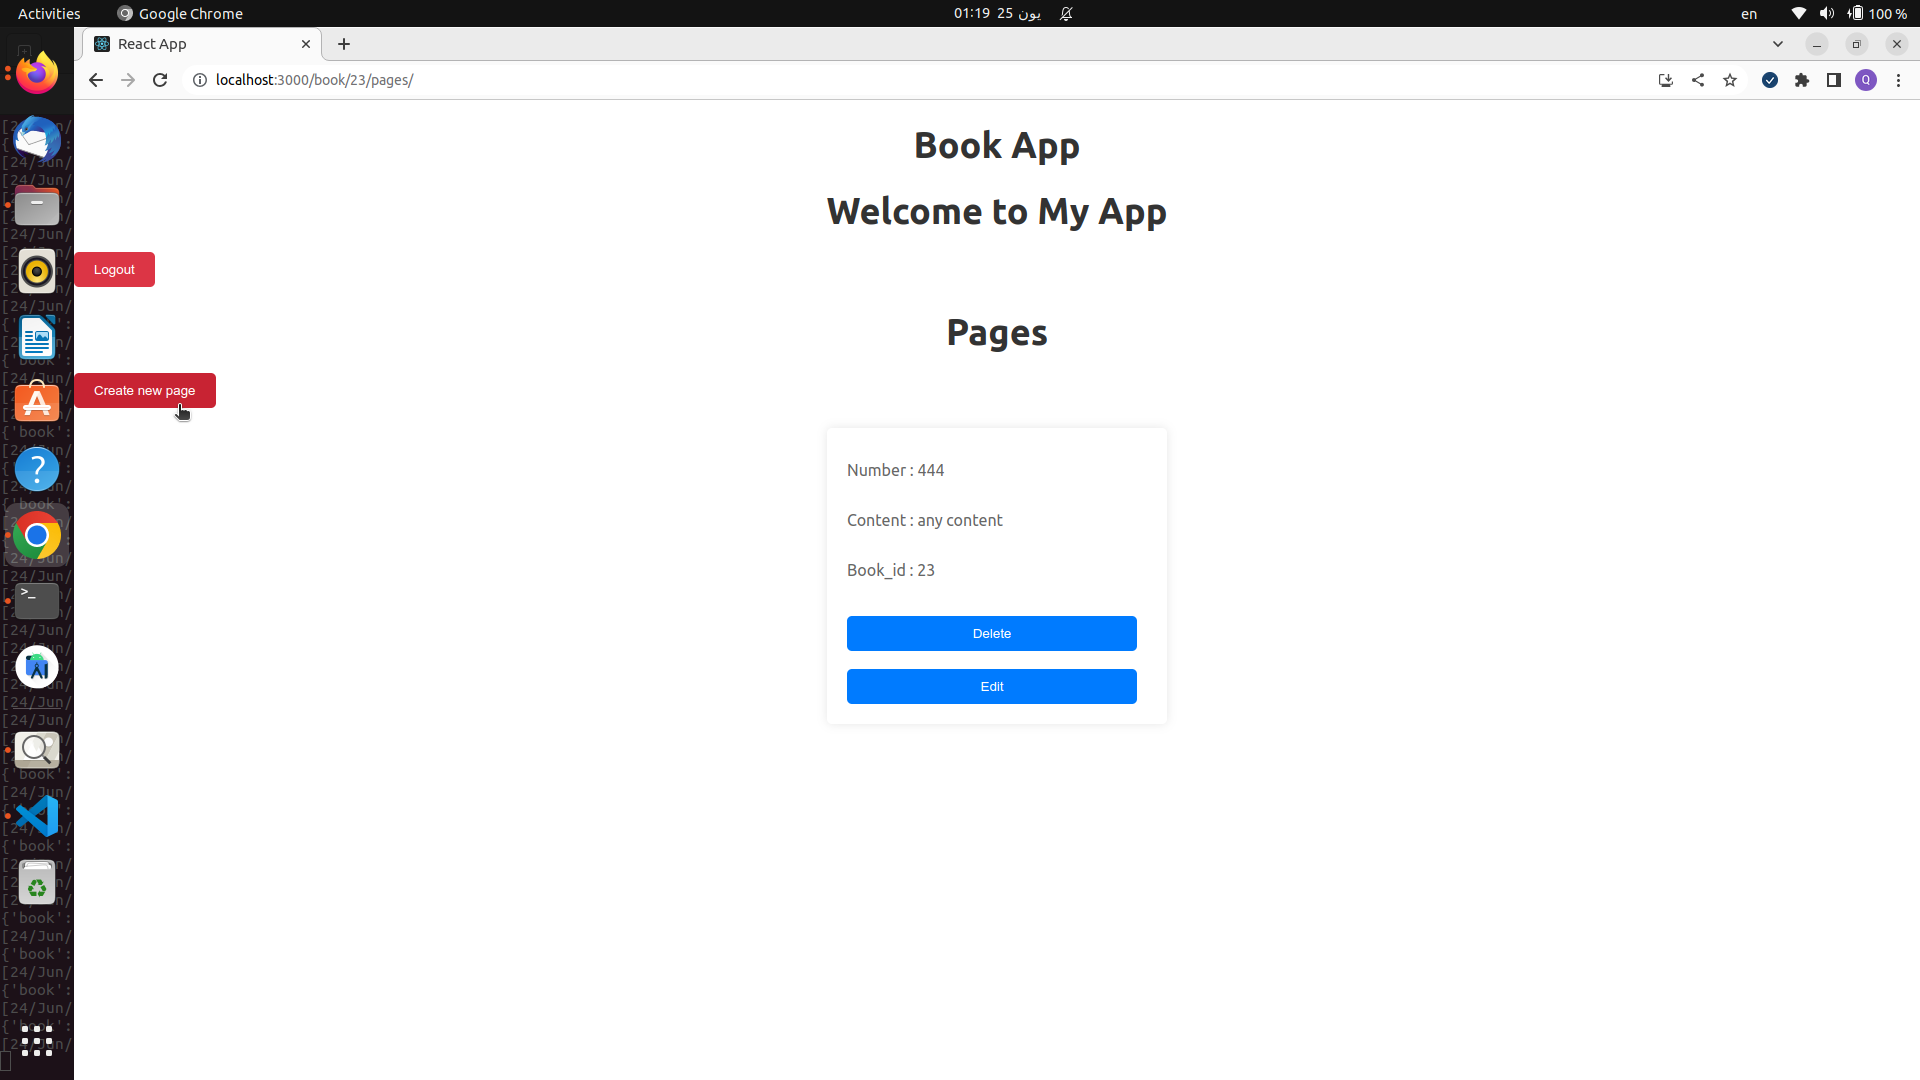 Activities
Google Chrome
01:19 25 يون
en
100 %
React App
localhost:3000/book/23/pages/
Q
Book App
Welcome to My App
Logout
Pages
Create new page
Number : 444
Content : any content
Book_id : 23
Delete
Edit